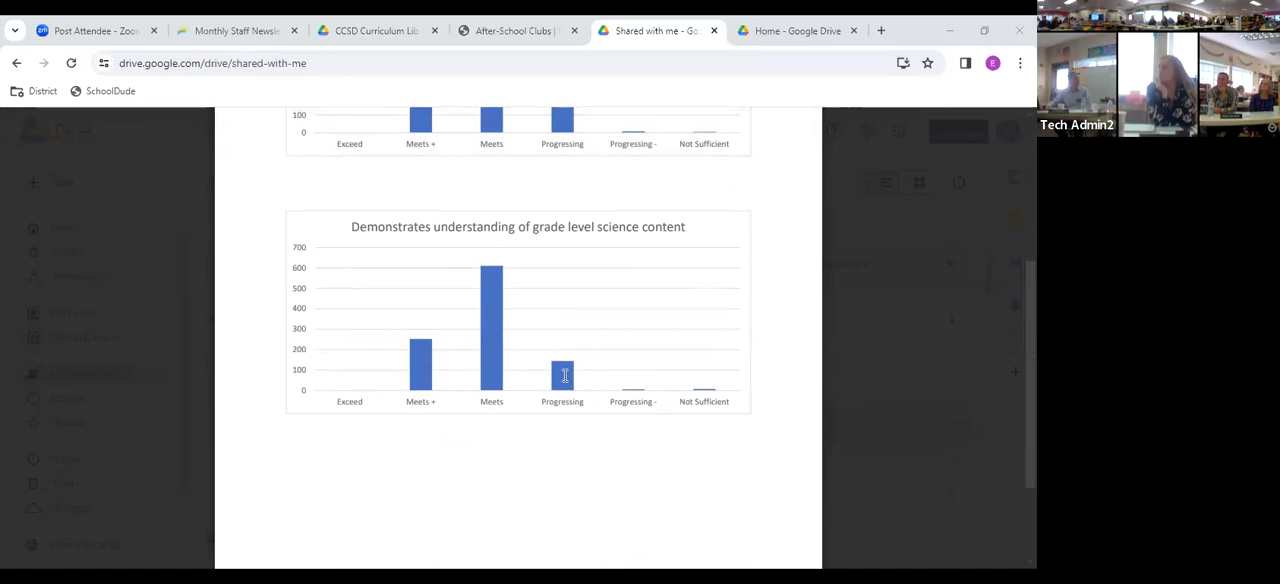 Post Attendee - Zoom
Monthly Staff Newsle
CCSD Curriculum Lib
After-School Clubs |
Shared with me - Go
Home - Google Drive
drive.google.com/drive/shared-with-me
E
District
SchoolDude
Tech Admin2
100
0
Exceed Meets + Meets Progressing Progressing - Not Sufficient
Demonstrates understanding of grade level science content
700
600
500
400
300
200
100
0
Exceed Meets + Meets Progressing Progressing - Not Sufficient